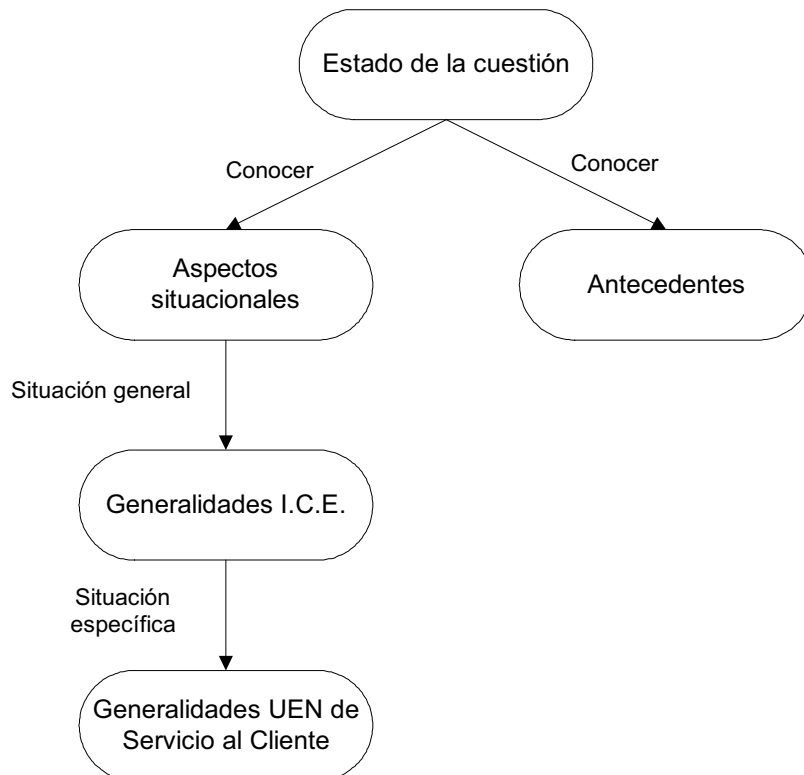 Estado de la cuestión
Conocer
Conocer
Aspectos
situacionales
Antecedentes
Situación general
Generalidades I.C.E.
Situación
específica
Generalidades UEN de
Servicio al Cliente